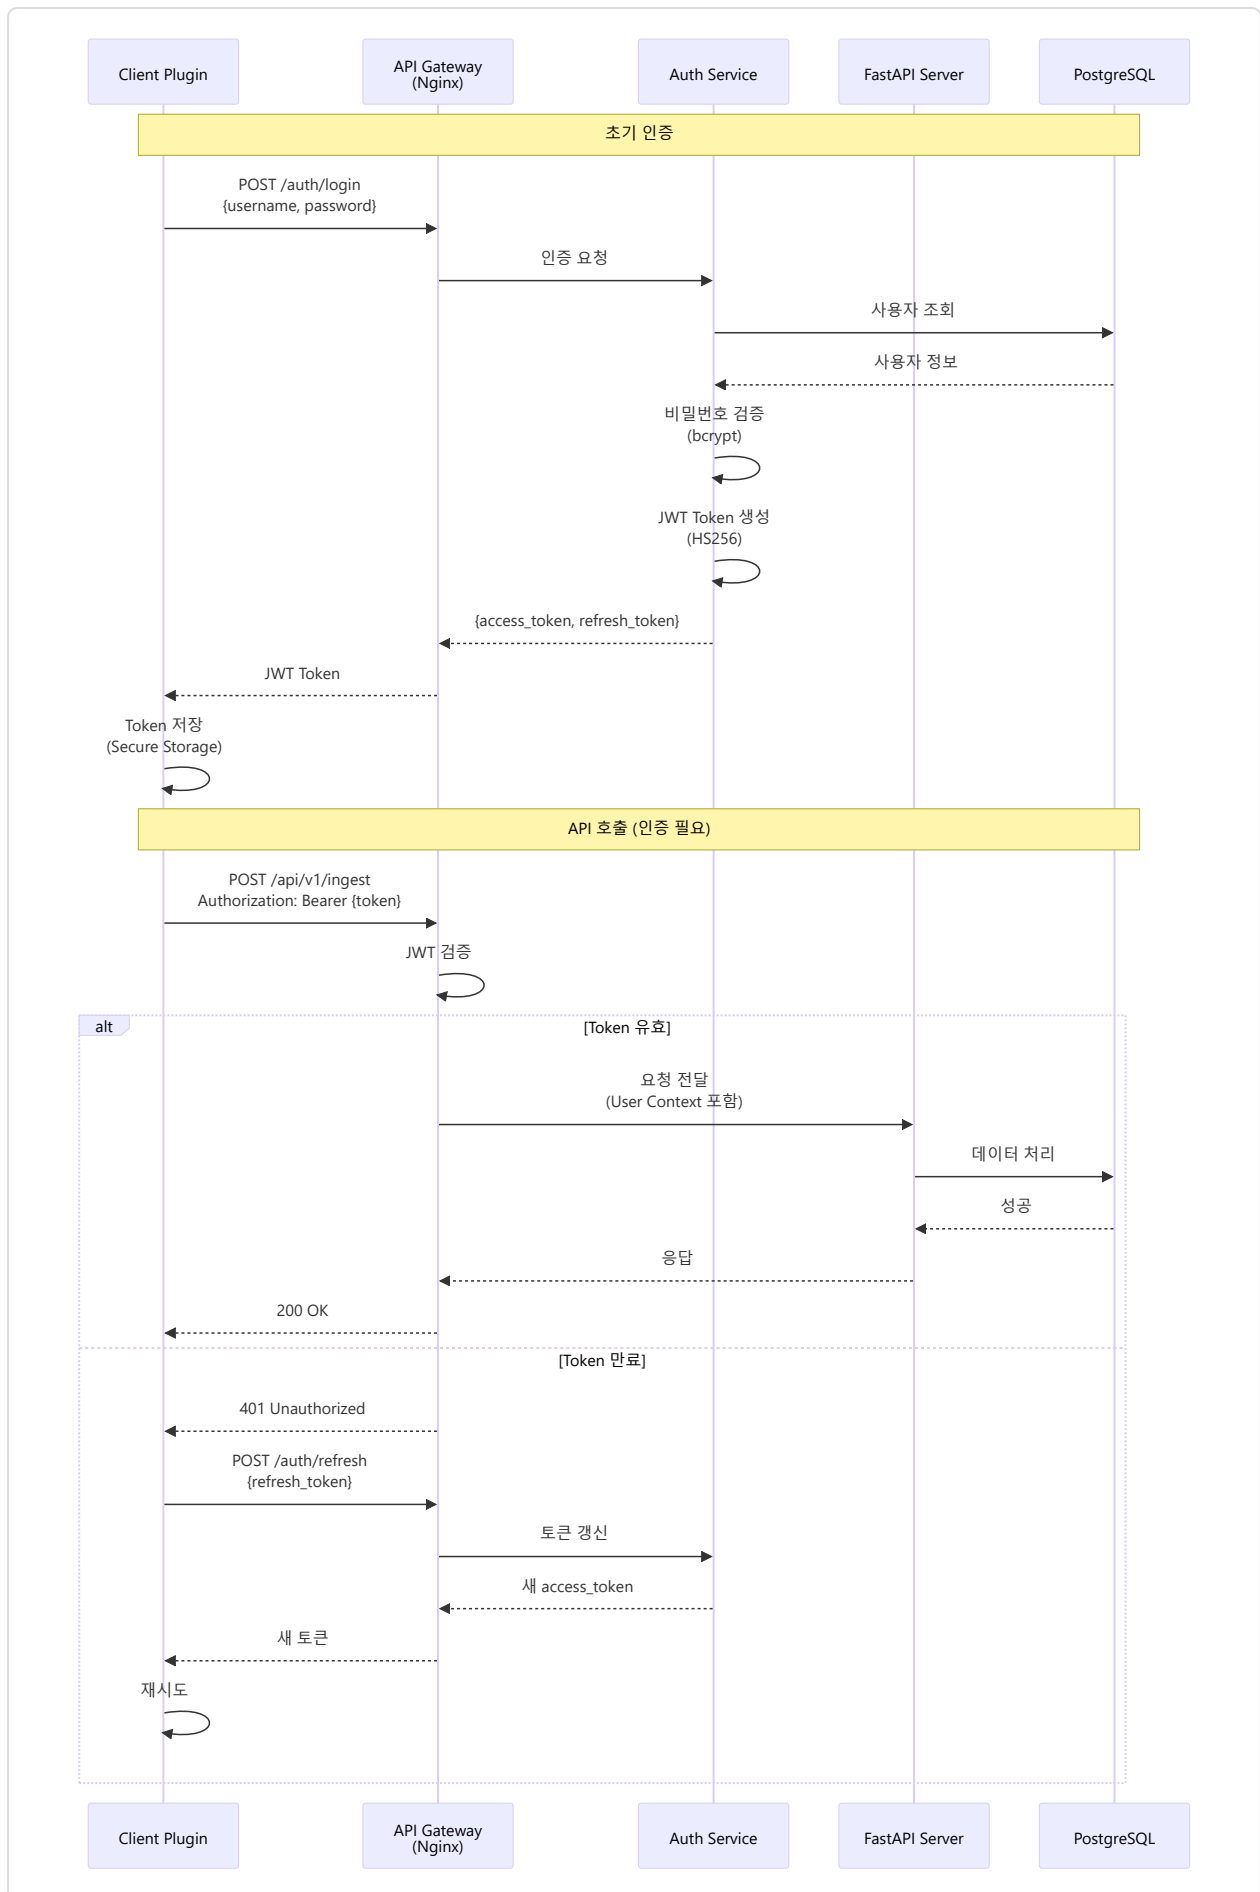 Client Plugin
API Gateway
(Nginx)
Auth Service
FastAPI Server
PostgreSQL
초기 인증
POST /auth/login
{username, password}
인증 요청
사용자 조회
사용자 정보
비밀번호 검증
(bcrypt)
JWT Token 생성
(HS256)
{access_token, refresh_token}
JWT Token
Token 저장
(Secure Storage)
API 호출 (인증 필요)
POST /api/v1/ingest
Authorization: Bearer {token}
JWT 검증
alt
[Token 유효]
요청 전달
(User Context 포함)
데이터 처리
성공
응답
200 OK
[Token 만료]
401 Unauthorized
POST /auth/refresh
{refresh_token}
토큰 갱신
새 access_token
새 토큰
재시도
Client Plugin
API Gateway
(Nginx)
Auth Service
FastAPI Server
PostgreSQL